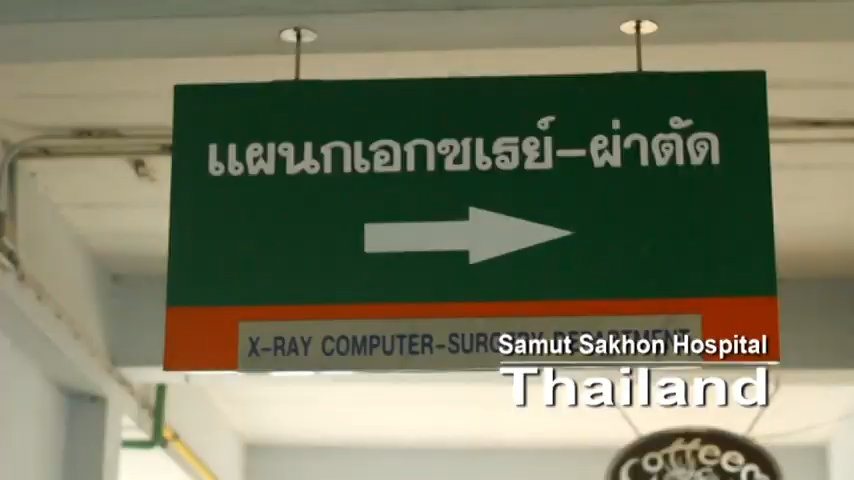 แผนกเอกซเรย์-ผ่าตัด
X-RAY COMPUTER-SURGERY DEPARTMENT
Samut Sakhon Hospital
Thailand
Coffee